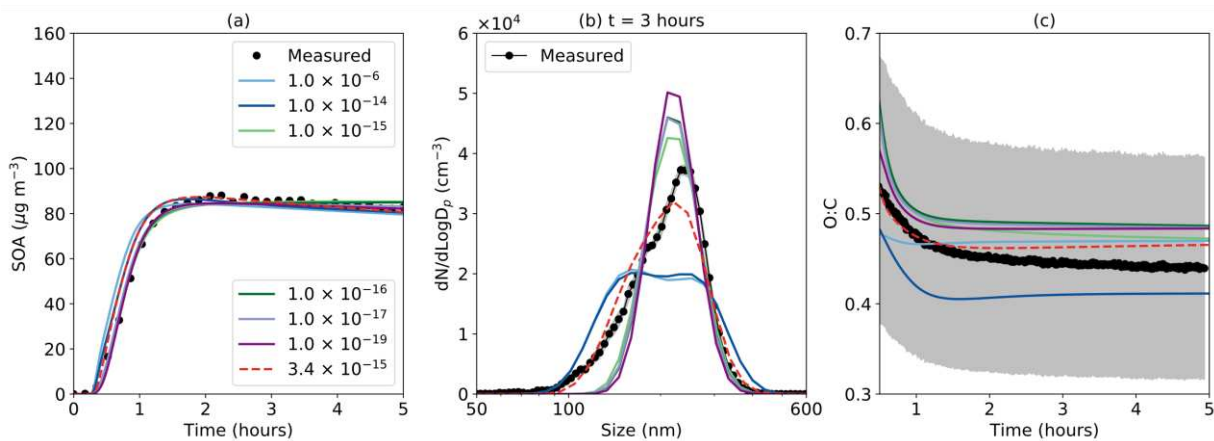 (a)
SOA (μg m⁻³)
160
140
120
100
80
60
40
20
0
Measured
1.0 × 10⁻⁶
1.0 × 10⁻¹⁴
1.0 × 10⁻¹⁵
1.0 × 10⁻¹⁶
1.0 × 10⁻¹⁷
1.0 × 10⁻¹⁹
3.4 × 10⁻¹⁵
0 1 2 3 4 5
Time (hours)
×10⁴ (b) t = 3 hours
dN/dLogDₚ (cm⁻³)
6
5
4
3
2
1
0
Measured
50 100 600
Size (nm)
(c)
O:C
0.7
0.6
0.5
0.4
0.3
1 2 3 4 5
Time (hours)